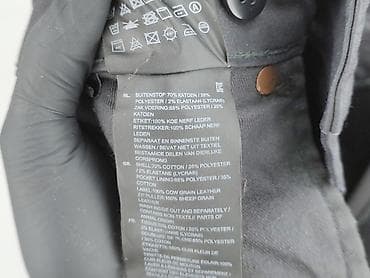 NL:
BUITENSTOF 70% KATOEN / 28%
POLYESTER / 2% ELASTAAN (LYCRA®)
ZAK VOERING:65% POLYESTER / 35%
KATOEN
ETIKET:100% KOE NERF LEDER
RITSTREKKER:100% SCHAAP NERF
LEDER
SEPARAAT EN BINNENSTE BUITEN
WASSEN / BEVAT NIET UIT TEXTIEL
BESTAANDE DELEN VAN DIERLIJKE
OORSPRONG
GB:
SHELL:70% COTTON / 28% POLYESTER
/ 2% ELASTANE (LYCRA®)
POCKET LINING:65% POLYESTER / 35%
COTTON
LABEL:100% COW GRAIN LEATHER
ZIP PULLER:100% SHEEP GRAIN
LEATHER
WASH INSIDE OUT AND SEPARATELY /
CONTAINS NON TEXTILE PARTS OF
ANIMAL ORIGIN
FR:
COTON / 28%
POLYESTER / 2%